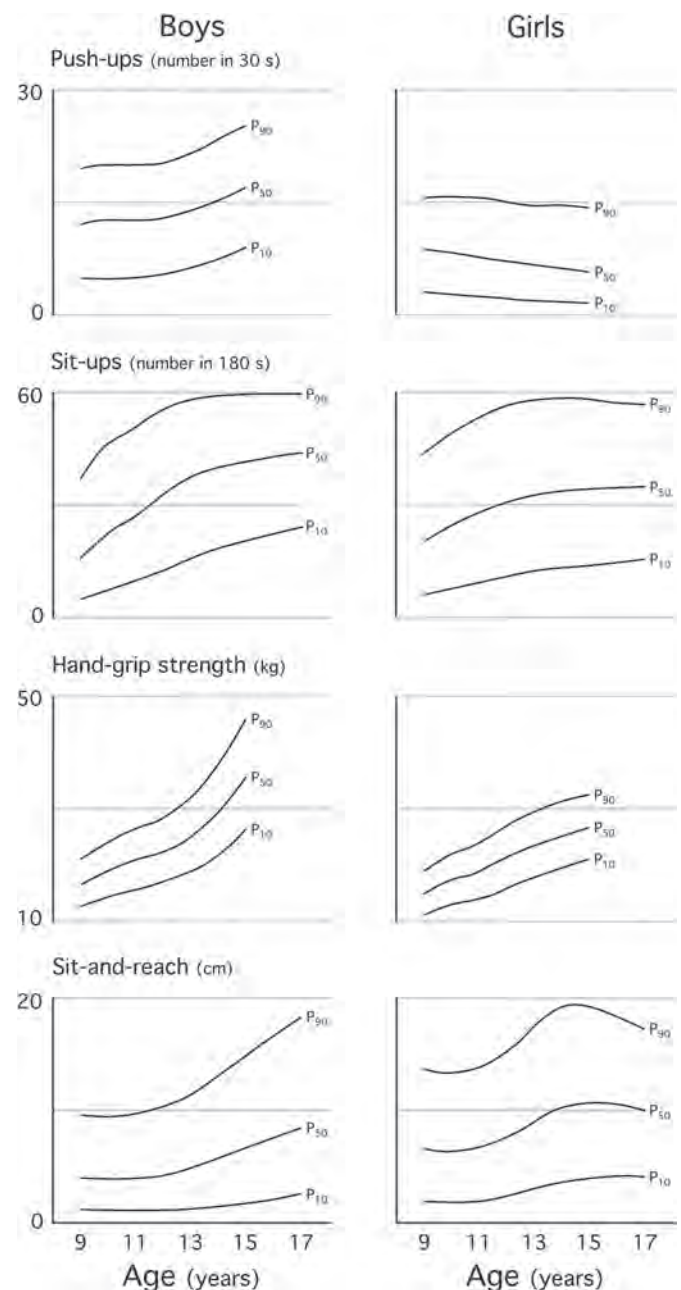 Boys Girls
Push-ups (number in 30 s)
30
P90
P50
P10
0
P90
P50
P10
Sit-ups (number in 180 s)
60
P90
P50
P10
0
P90
P50
P10
Hand-grip strength (kg)
50
P90
P50
P10
10
P90
P50
P10
Sit-and-reach (cm)
20
P90
P50
P10
0
P90
P50
P10
9 11 13 15 17 9 11 13 15 17
Age (years) Age (years)